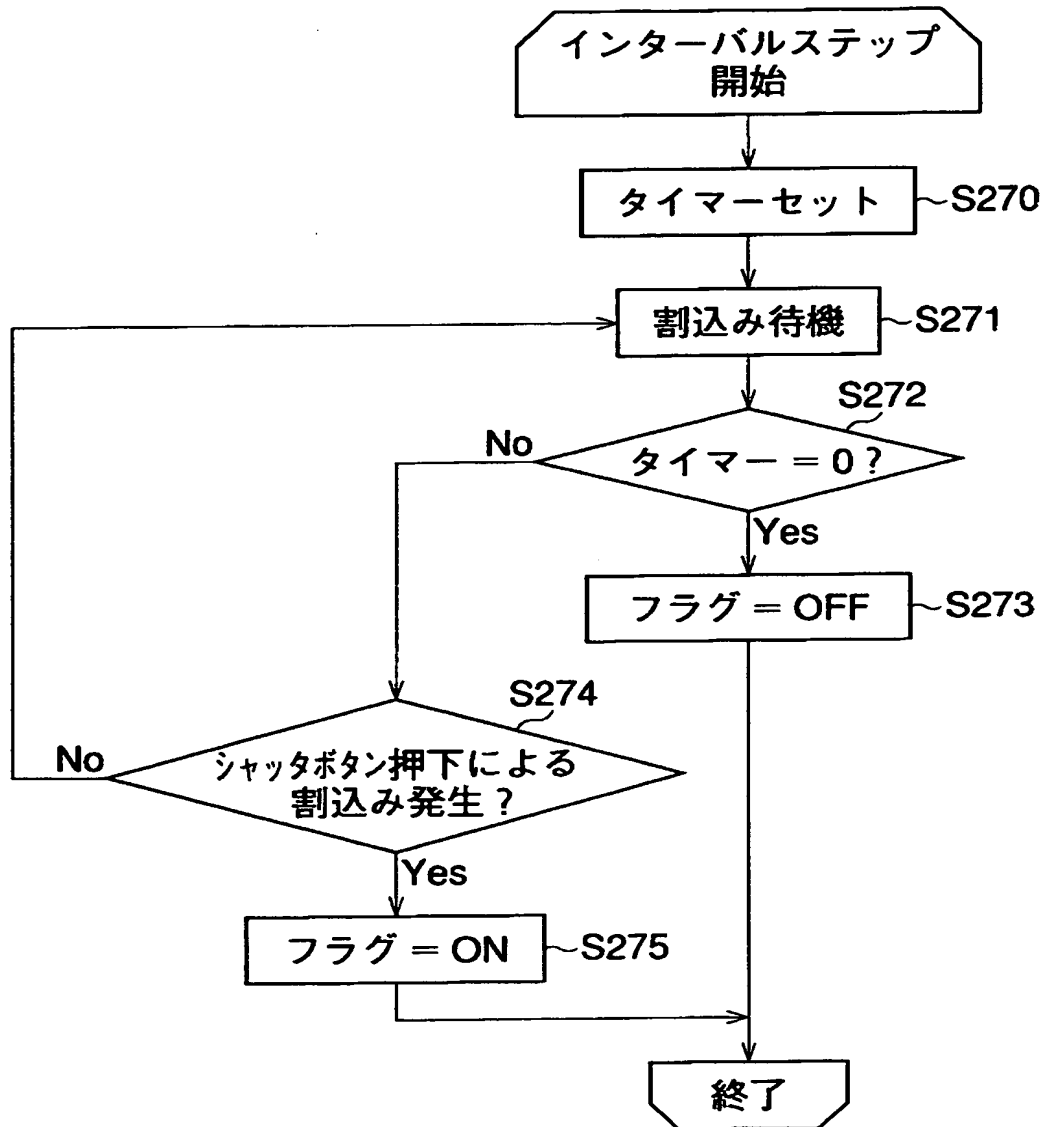 インターバルステップ
開始
タイマーセット
S270
割込み待機
S271
S272
タイマー = 0 ?
No
Yes
フラグ = OFF
S273
S274
シャッタボタン押下による
割込み発生 ?
No
Yes
フラグ = ON
S275
終了